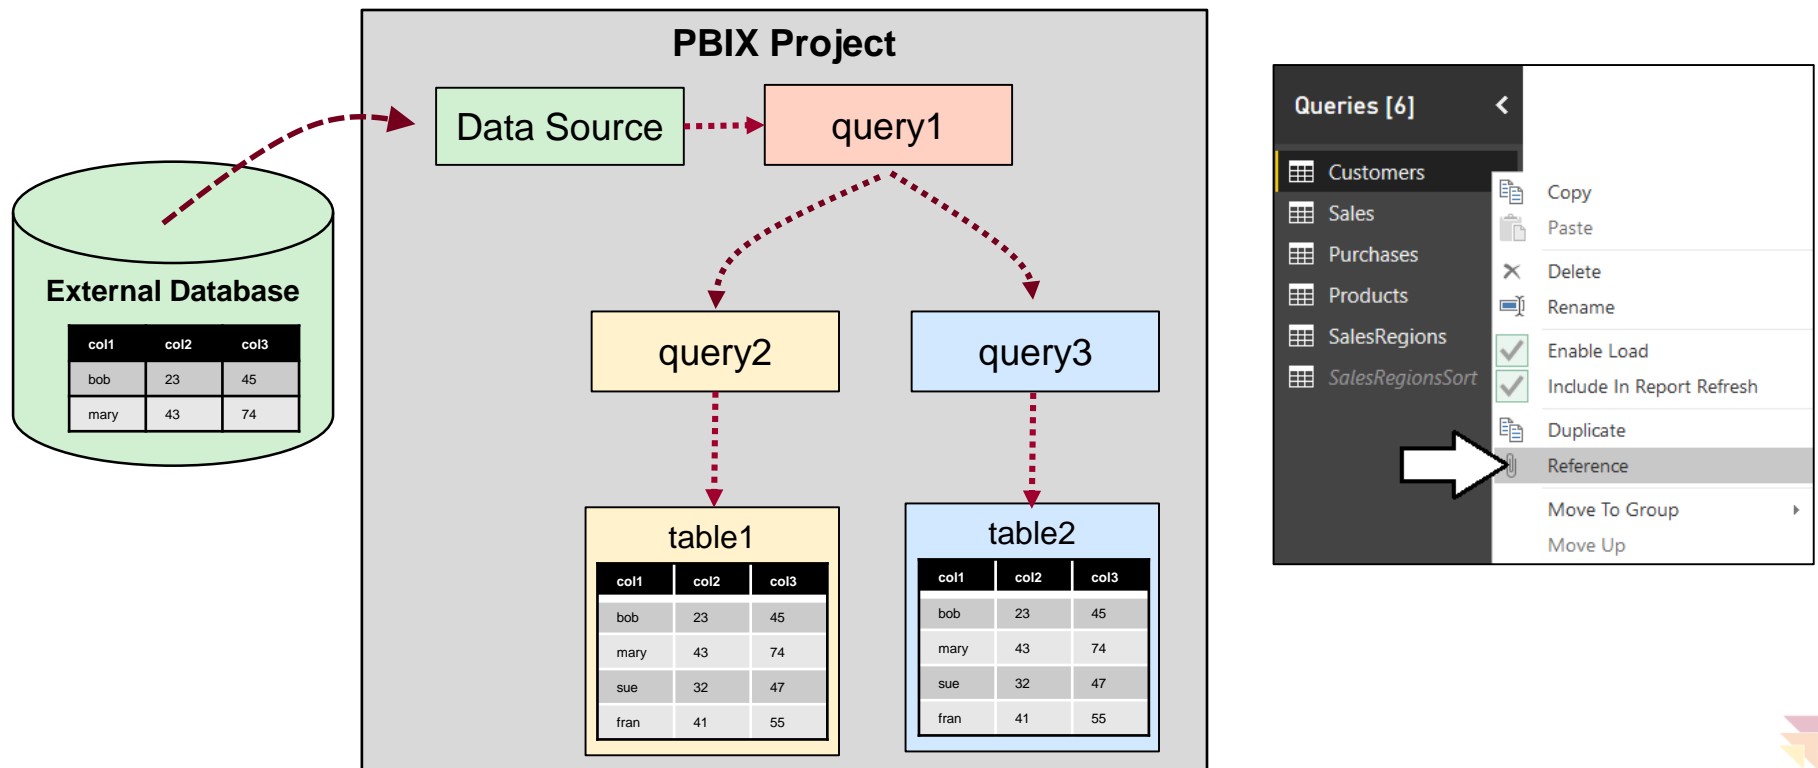 PBIX Project
Data Source
query1
External Database
col1 col2 col3
bob 23 45
mary 43 74
query2
query3
table1
col1 col2 col3
bob 23 45
mary 43 74
sue 32 47
fran 41 55
table2
col1 col2 col3
bob 23 45
mary 43 74
sue 32 47
fran 41 55
Queries [6]
Customers
Sales
Purchases
Products
SalesRegions
SalesRegionsSort
Copy
Paste
Delete
Rename
Enable Load
Include In Report Refresh
Duplicate
Reference
Move To Group
Move Up